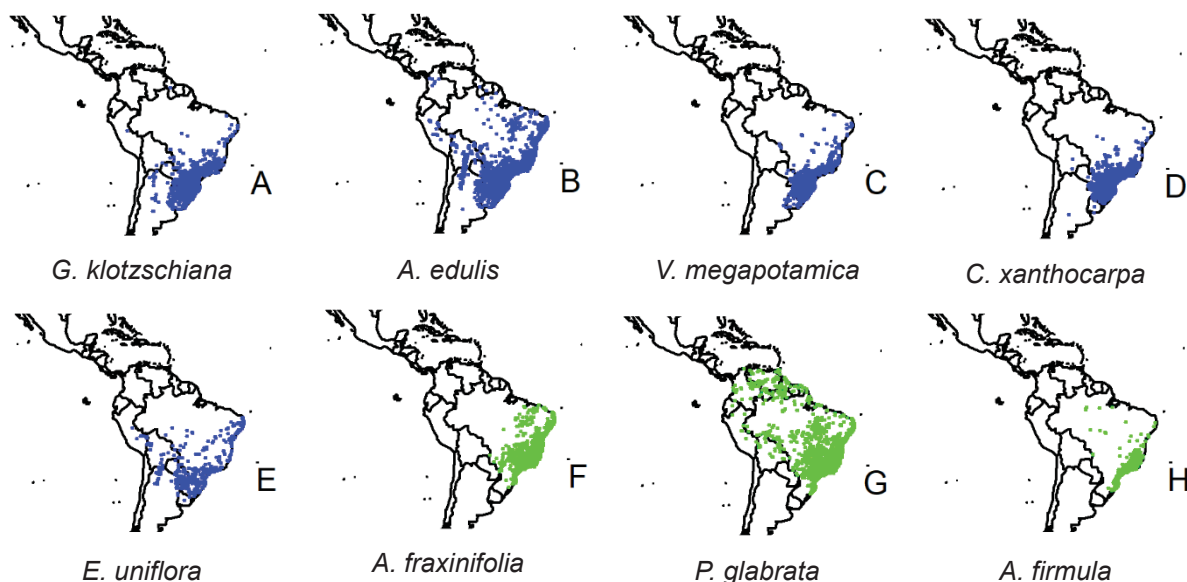 A
B
C
D
G. klotzschiana
A. edulis
V. megapotamica
C. xanthocarpa
E
F
G
H
E. uniflora
A. fraxinifolia
P. glabrata
A. firmula